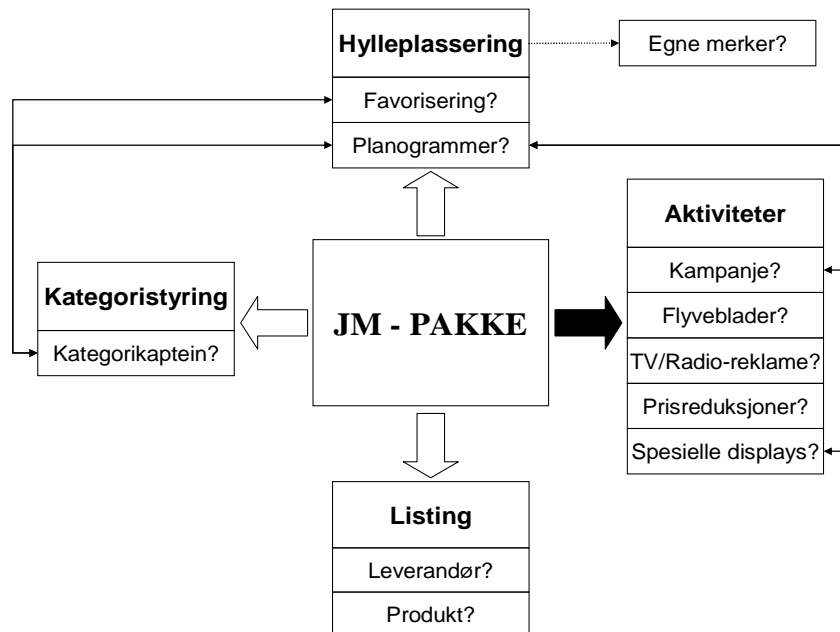 Hylleplassering
Favorisering?
Planogrammer?
Egne merker?
Aktiviteter
Kampanje?
Flyveblader?
TV/Radio-reklame?
Prisreduksjoner?
Spesielle displays?
Kategoristyring
Kategorikaptein?
JM - PAKKE
Listing
Leverandør?
Produkt?